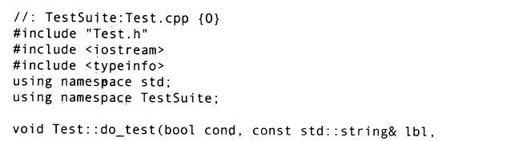 //: TestSuite:Test.cpp {O}
#include "Test.h"
#include <iostream>
#include <typeinfo>
using namespace std;
using namespace TestSuite;
void Test::do_test(bool cond, const std::string& lbl,